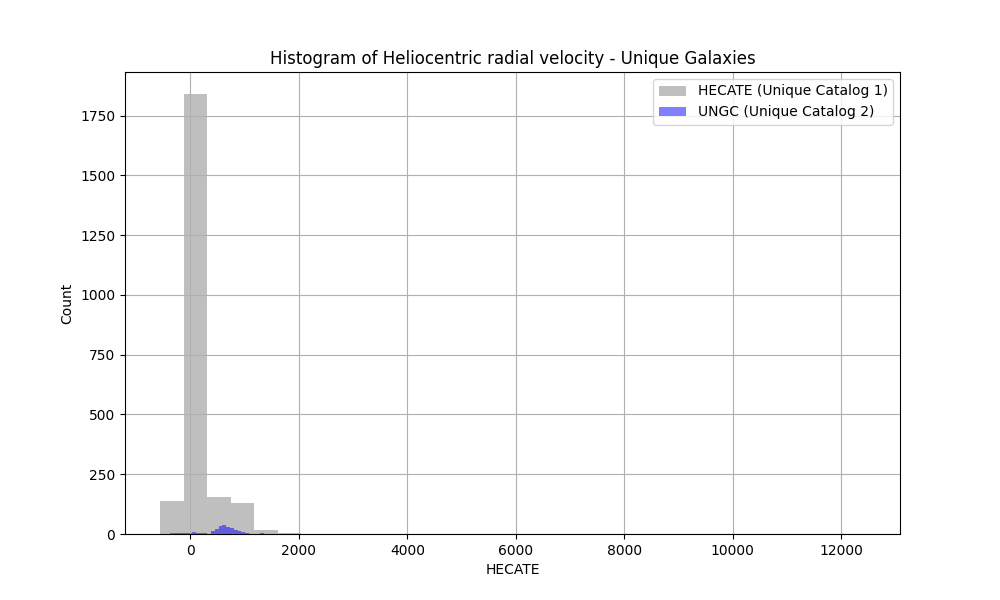 Histogram of Heliocentric radial velocity - Unique Galaxies
HECATE (Unique Catalog 1)
UNGC (Unique Catalog 2)
1750
1500
1250
1000
750
500
250
0
Count
0 2000 4000 6000 8000 10000 12000
HECATE